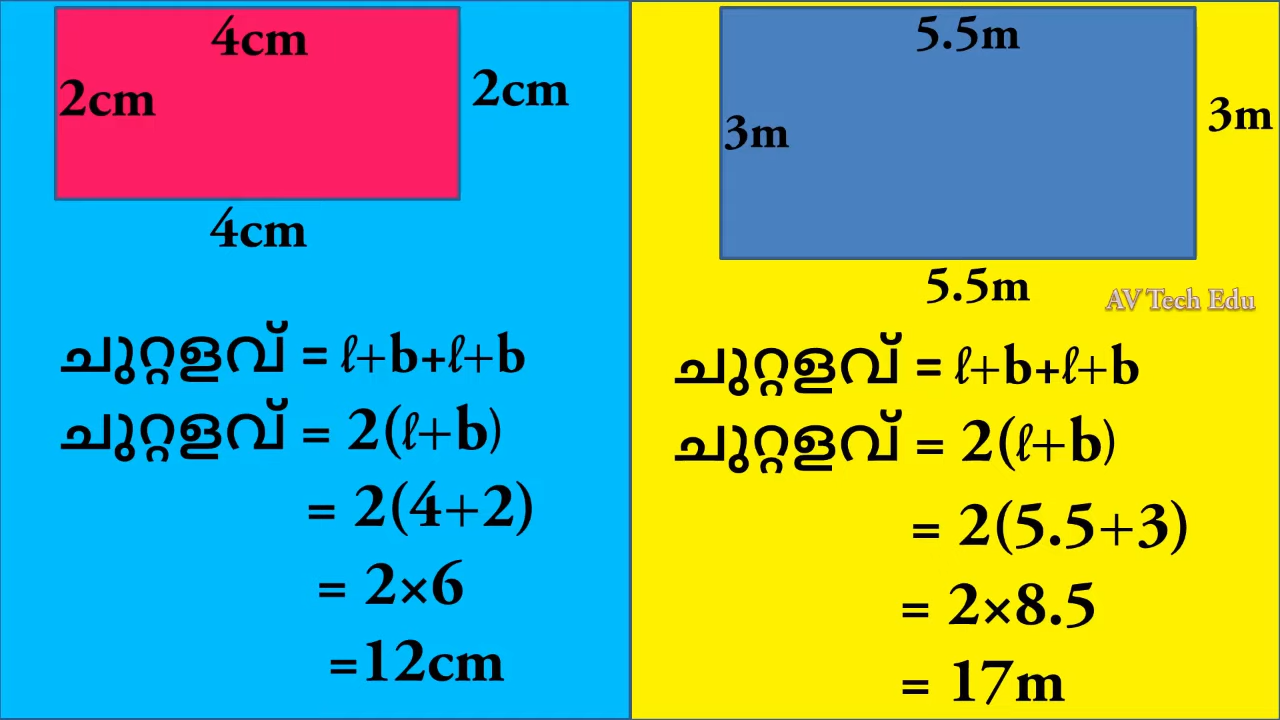 4cm
2cm
2cm
4cm
ചുറ്റളവ് = ℓ+b+ℓ+b
ചുറ്റളവ് = 2(ℓ+b)
= 2(4+2)
= 2×6
=12cm
5.5m
3m
3m
5.5m
AV Tech Edu
ചുറ്റളവ് = ℓ+b+ℓ+b
ചുറ്റളവ് = 2(ℓ+b)
= 2(5.5+3)
= 2×8.5
= 17m